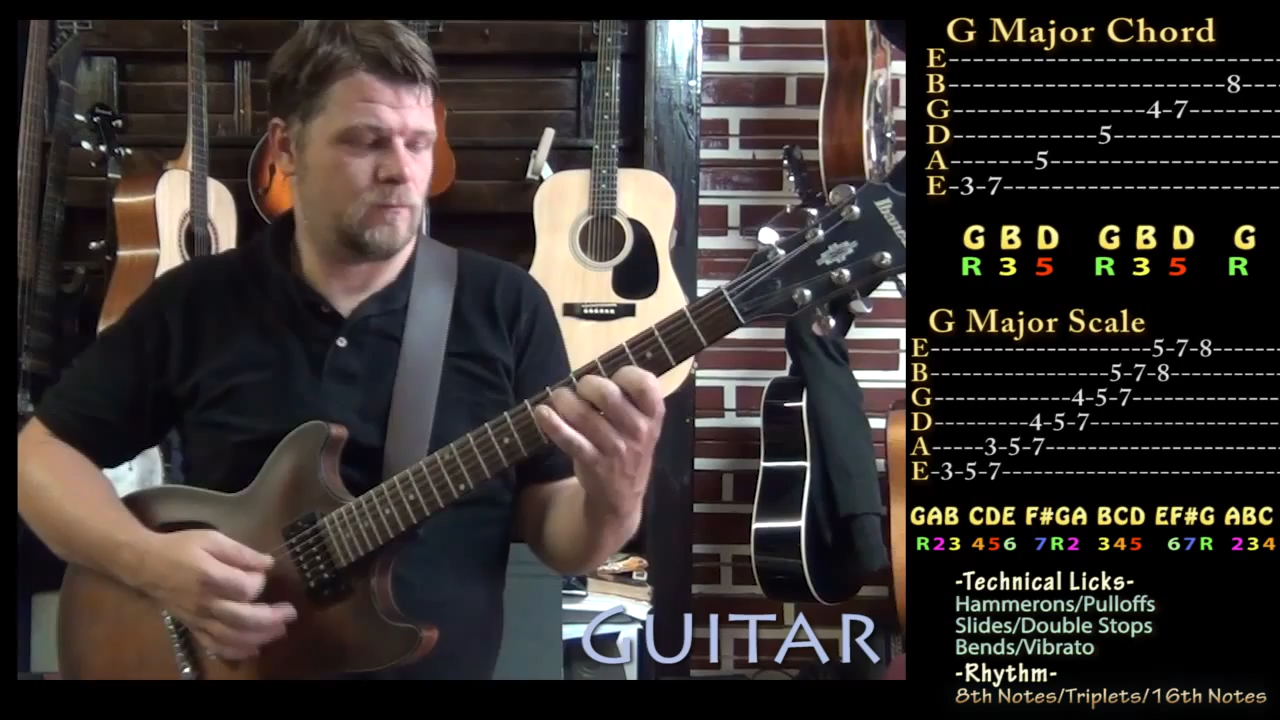 G Major Chord
E--------------------------
B----------------------8---
G----------------4-7-------
D------------5-------------
A-------5------------------
E-3-7----------------------
G B D G B D G
R 3 5 R 3 5 R
G Major Scale
E----------------------5-7-8------
B------------------5-7-8----------
G--------------4-5-7--------------
D----------4-5-7------------------
A-----3-5-7-----------------------
E-3-5-7---------------------------
GAB CDE F#GA BCD EF#G ABC
R23 456 7R2 345 67R 234
-Technical Licks-
Hammerons/Pulloffs
Slides/Double Stops
Bends/Vibrato
-Rhythm-
8th Notes/Triplets/16th Notes
Ibanez
GUITAR